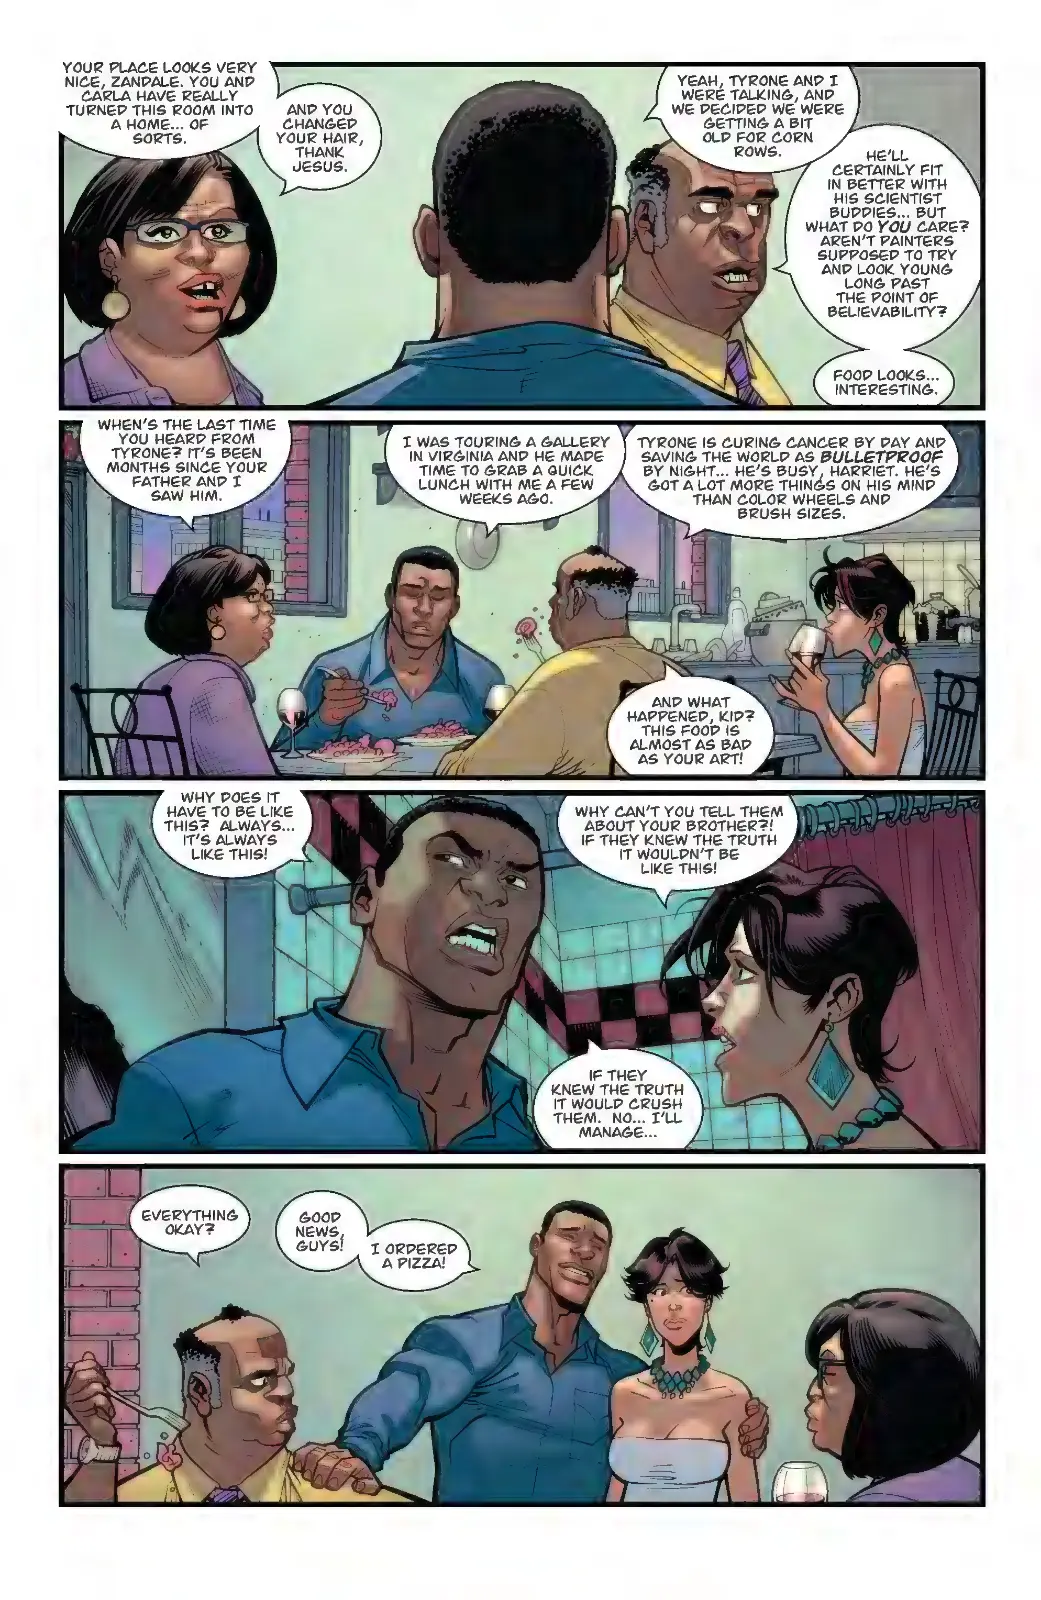 YOUR PLACE LOOKS VERY
NICE, ZANDALE. YOU AND
CARLA HAVE REALLY
TURNED THIS ROOM INTO
A HOME... OF
SORTS.
AND YOU
CHANGED
YOUR HAIR,
THANK
JESUS.
YEAH, TYRONE AND I
WERE TALKING, AND
WE DECIDED WE WERE
GETTING A BIT
OLD FOR CORN
ROWS.
HE'LL
CERTAINLY FIT
IN BETTER WITH
HIS SCIENTIST
BUDDIES... BUT
WHAT DO YOU CARE?
AREN'T PAINTERS
SUPPOSED TO TRY
AND LOOK YOUNG
LONG PAST
THE POINT OF
BELIEVABILITY?
FOOD LOOKS...
INTERESTING.
WHEN'S THE LAST TIME
YOU HEARD FROM
TYRONE? IT'S BEEN
MONTHS SINCE YOUR
FATHER AND I
SAW HIM.
I WAS TOURING A GALLERY
IN VIRGINIA AND HE MADE
TIME TO GRAB A QUICK
LUNCH WITH ME A FEW
WEEKS AGO.
TYRONE IS CURING CANCER BY DAY AND
SAVING THE WORLD AS BULLETPROOF
BY NIGHT... HE'S BUSY, HARRIET. HE'S
GOT A LOT MORE THINGS ON HIS MIND
THAN COLOR WHEELS AND
BRUSH SIZES.
AND WHAT
HAPPENED, KID?
THIS FOOD IS
ALMOST AS BAD
AS YOUR ART!
WHY DOES IT
HAVE TO BE LIKE
THIS? ALWAYS...
IT'S ALWAYS
LIKE THIS!
WHY CAN'T YOU TELL THEM
ABOUT YOUR BROTHER?!
IF THEY KNEW THE TRUTH
IT WOULDN'T BE
LIKE THIS!
IF THEY
KNEW THE TRUTH
IT WOULD CRUSH
THEM. NO... I'LL
MANAGE...
EVERYTHING
OKAY?
GOOD
NEWS,
GUYS!
I ORDERED
A PIZZA!